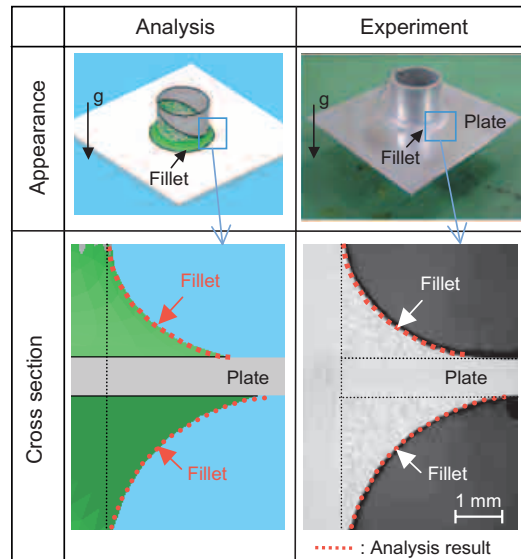 Analysis
Experiment
Appearance
g
Fillet
g
Plate
Fillet
Cross section
Fillet
Plate
Fillet
Fillet
Plate
Fillet
1 mm
: Analysis result